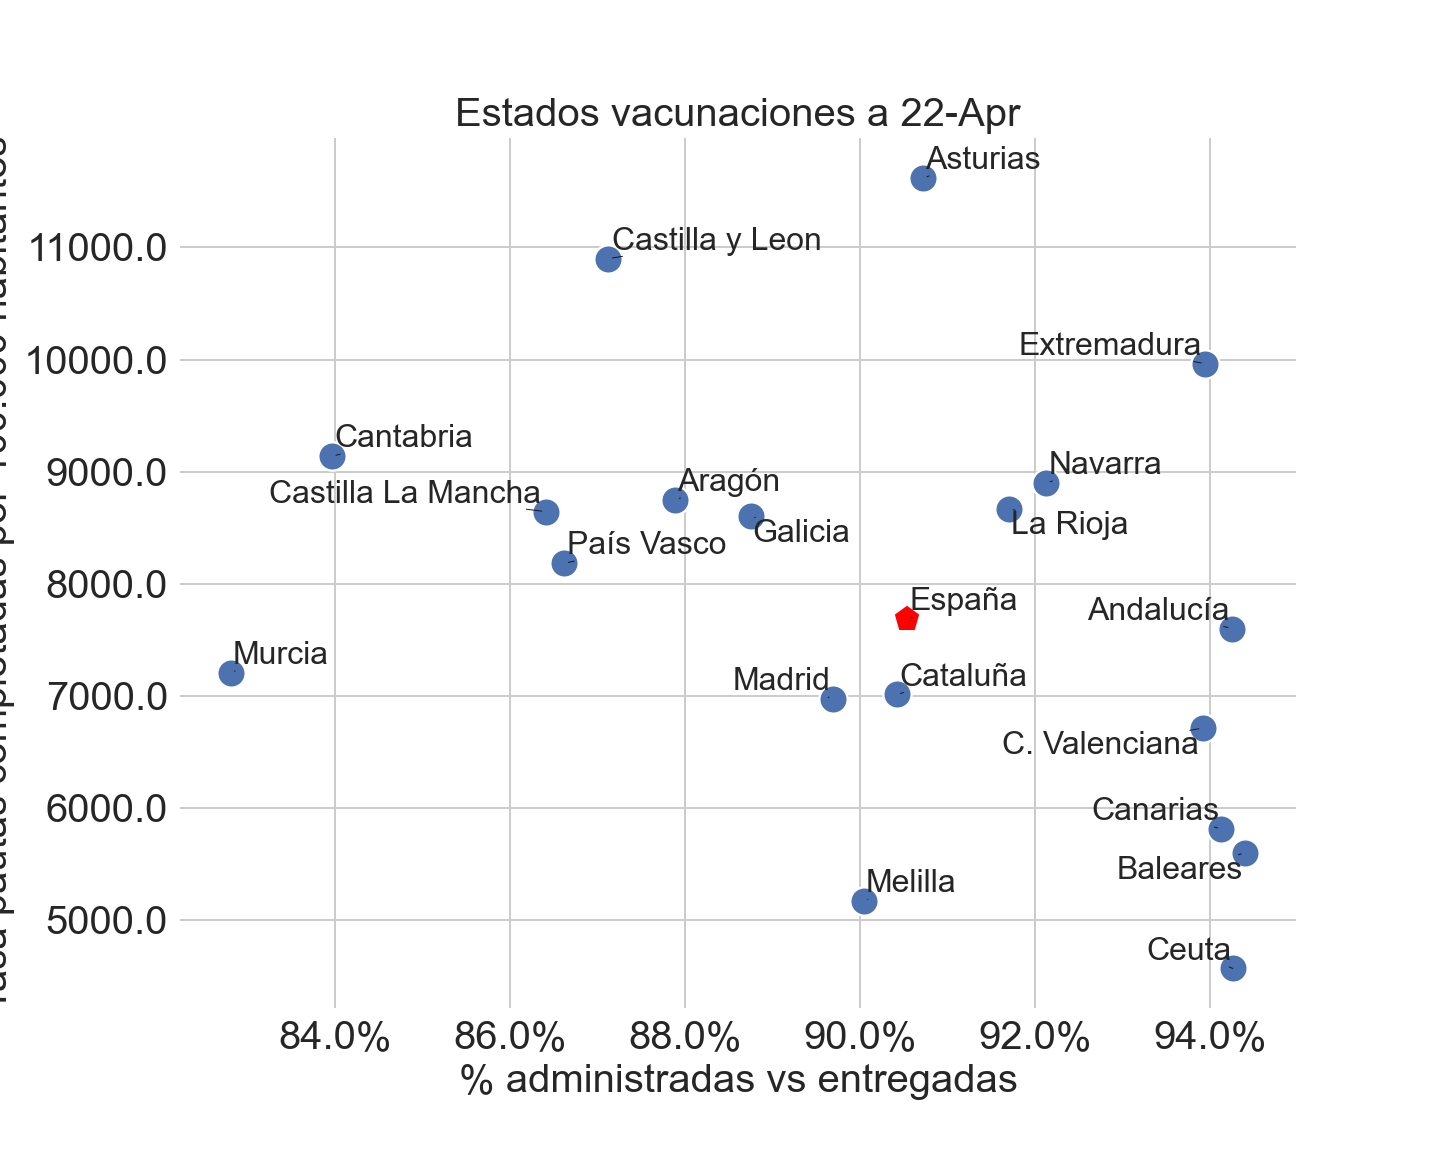 Estados vacunaciones a 22-Apr
Asturias
Castilla y Leon
11000.0
Extremadura
10000.0
Cantabria
Navarra
9000.0
Aragón
Castilla La Mancha
La Rioja
Galicia
País Vasco
8000.0
España
Andalucía
Murcia
Cataluña
Madrid
7000.0
C. Valenciana
Canarias
6000.0
Baleares
Melilla
5000.0
Ceuta
84.0% 86.0% 88.0% 90.0% 92.0% 94.0%
% administradas vs entregadas